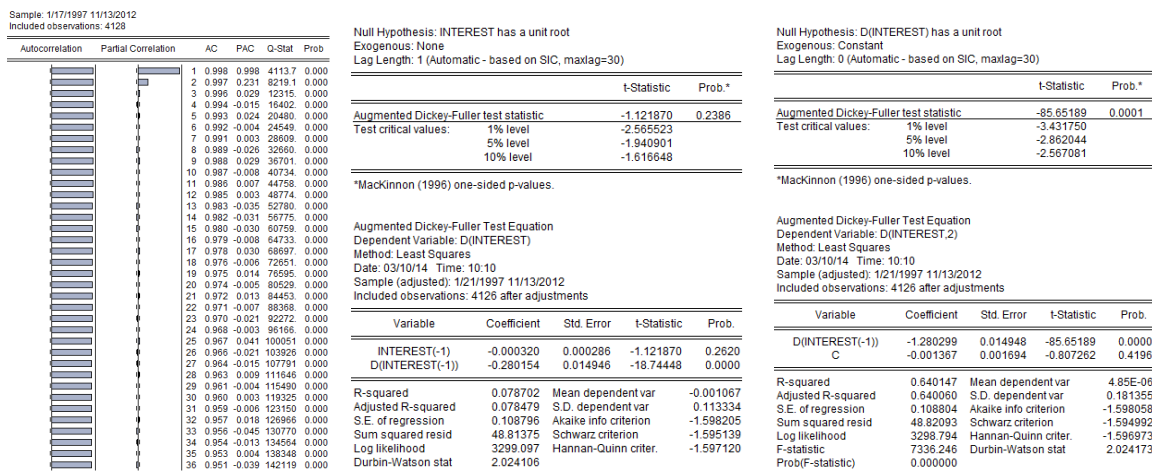 Sample: 1/17/1997 11/13/2012
Included observations: 4128
Autocorrelation Partial Correlation AC PAC Q-Stat Prob
1 0.998 0.998 4113.7 0.000
2 0.997 0.231 8219.1 0.000
3 0.996 0.029 12315. 0.000
4 0.994 -0.015 16402. 0.000
5 0.993 0.024 20480. 0.000
6 0.992 -0.004 24549. 0.000
7 0.991 0.003 28609. 0.000
8 0.989 -0.026 32660. 0.000
9 0.988 0.029 36701. 0.000
10 0.987 -0.008 40734. 0.000
11 0.986 0.007 44758. 0.000
12 0.985 0.003 48774. 0.000
13 0.983 -0.035 52780. 0.000
14 0.982 -0.031 56775. 0.000
15 0.980 -0.030 60759. 0.000
16 0.979 -0.008 64733. 0.000
17 0.978 0.030 68697. 0.000
18 0.976 -0.006 72651. 0.000
19 0.975 0.014 76595. 0.000
20 0.974 -0.005 80529. 0.000
21 0.972 0.013 84453. 0.000
22 0.971 -0.007 88368. 0.000
23 0.970 -0.021 92272. 0.000
24 0.968 -0.003 96166. 0.000
25 0.967 0.041 100051 0.000
26 0.966 -0.021 103926 0.000
27 0.964 -0.015 107791 0.000
28 0.963 0.009 111646 0.000
29 0.961 -0.004 115490 0.000
30 0.960 0.003 119325 0.000
31 0.959 -0.006 123150 0.000
32 0.957 0.018 126966 0.000
33 0.956 -0.045 130770 0.000
34 0.954 -0.013 134564 0.000
35 0.953 0.004 138348 0.000
36 0.951 -0.039 142119 0.000
Null Hypothesis: INTEREST has a unit root
Exogenous: None
Lag Length: 1 (Automatic - based on SIC, maxlag=30)
t-Statistic Prob.*
Augmented Dickey-Fuller test statistic -1.121870 0.2386
Test critical values: 1% level -2.565523
5% level -1.940901
10% level -1.616648
*MacKinnon (1996) one-sided p-values.
Augmented Dickey-Fuller Test Equation
Dependent Variable: D(INTEREST)
Method: Least Squares
Date: 03/10/14 Time: 10:10
Sample (adjusted): 1/21/1997 11/13/2012
Included observations: 4126 after adjustments
Variable Coefficient Std. Error t-Statistic Prob.
INTEREST(-1) -0.000320 0.000286 -1.121870 0.2620
D(INTEREST(-1)) -0.280154 0.014946 -18.74448 0.0000
R-squared 0.078702 Mean dependent var -0.001067
Adjusted R-squared 0.078479 S.D. dependent var 0.113334
S.E. of regression 0.108796 Akaike info criterion -1.598205
Sum squared resid 48.81375 Schwarz criterion -1.595139
Log likelihood 3299.097 Hannan-Quinn criter. -1.597120
Durbin-Watson stat 2.024106
Null Hypothesis: D(INTEREST) has a unit root
Exogenous: Constant
Lag Length: 0 (Automatic - based on SIC, maxlag=30)
t-Statistic Prob.*
Augmented Dickey-Fuller test statistic -85.65189 0.0001
Test critical values: 1% level -3.431750
5% level -2.862044
10% level -2.567081
*MacKinnon (1996) one-sided p-values.
Augmented Dickey-Fuller Test Equation
Dependent Variable: D(INTEREST,2)
Method: Least Squares
Date: 03/10/14 Time: 10:10
Sample (adjusted): 1/21/1997 11/13/2012
Included observations: 4126 after adjustments
Variable Coefficient Std. Error t-Statistic Prob.
D(INTEREST(-1)) -1.280299 0.014948 -85.65189 0.0000
C -0.001367 0.001694 -0.807262 0.4196
R-squared 0.640147 Mean dependent var 4.85E-06
Adjusted R-squared 0.640060 S.D. dependent var 0.181355
S.E. of regression 0.108804 Akaike info criterion -1.598058
Sum squared resid 48.82093 Schwarz criterion -1.594992
Log likelihood 3298.794 Hannan-Quinn criter. -1.596973
F-statistic 7336.246 Durbin-Watson stat 2.024173
Prob(F-statistic) 0.000000